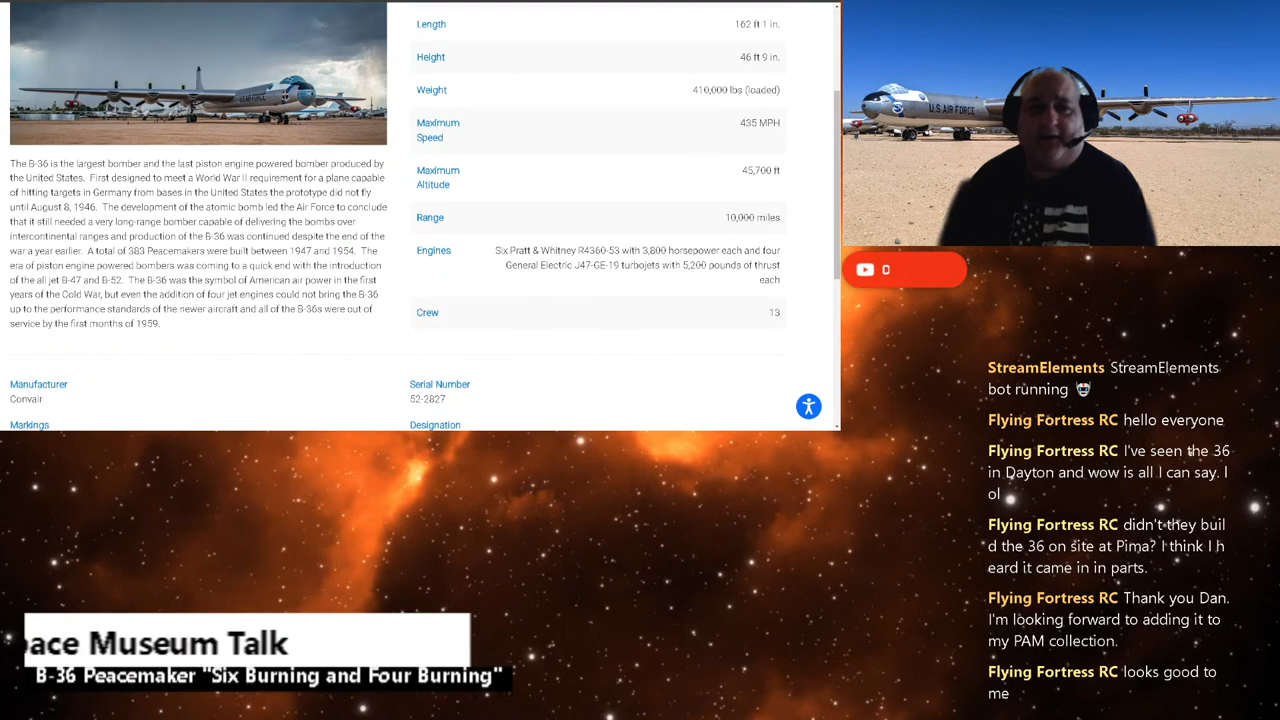 Length 162 ft 1 in.
Height 46 ft 9 in.
Weight 410,000 lbs (loaded)
Maximum Speed 435 MPH
Maximum Altitude 45,700 ft
Range 10,000 miles
Engines Six Pratt & Whitney R4360-53 with 3,800 horsepower each and four
General Electric J47-GE-19 turbojets with 5,200 pounds of thrust
each
Crew 13
The B-36 is the largest bomber and the last piston engine powered bomber produced by
the United States. First designed to meet a World War II requirement for a plane capable
of hitting targets in Germany from bases in the United States the prototype did not fly
until August 8, 1946. The development of the atomic bomb led the Air Force to conclude
that it still needed a very long-range bomber capable of delivering the bombs over
intercontinental ranges and production of the B-36 was continued despite the end of the
war a year earlier. A total of 383 Peacemakers were built between 1947 and 1954. The
era of piston engine powered bombers was coming to a quick end with the introduction
of the all jet B-47 and B-52. The B-36 was the symbol of American air power in the first
years of the Cold War, but even the addition of four jet engines could not bring the B-36
up to the performance standards of the newer aircraft and all of the B-36s were out of
service by the first months of 1959.
Manufacturer
Convair
Serial Number
52-2827
Markings
Designation
U.S. AIR FORCE
0
StreamElements StreamElements
bot running
Flying Fortress RC hello everyone
Flying Fortress RC I've seen the 36
in Dayton and wow is all I can say. l
ol
Flying Fortress RC didn't they buil
d the 36 on site at Pima? I think I h
eard it came in in parts.
Flying Fortress RC Thank you Dan.
I'm looking forward to adding it to
my PAM collection.
Flying Fortress RC looks good to
me
pace Museum Talk
B-36 Peacemaker "Six Burning and Four Burning"